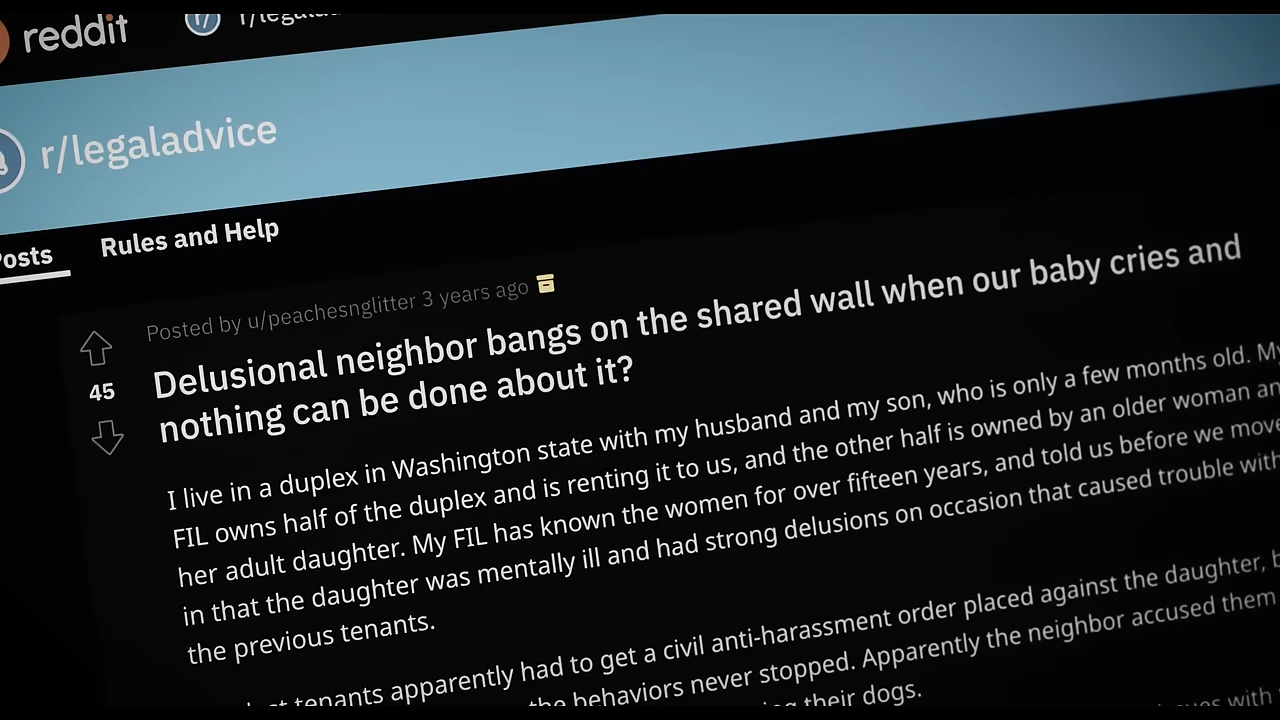 reddit
r/legaladvice
Posts
Rules and Help
Posted by u/peachesnglitter 3 years ago
45
Delusional neighbor bangs on the shared wall when our baby cries and
nothing can be done about it?
I live in a duplex in Washington state with my husband and my son, who is only a few months old. My
FIL owns half of the duplex and is renting it to us, and the other half is owned by an older woman an
her adult daughter. My FIL has known the women for over fifteen years, and told us before we move
in that the daughter was mentally ill and had strong delusions on occasion that caused trouble with
the previous tenants.
tenants apparently had to get a civil anti-harassment order placed against the daughter, b
the behaviors never stopped. Apparently the neighbor accused them
their dogs.
with